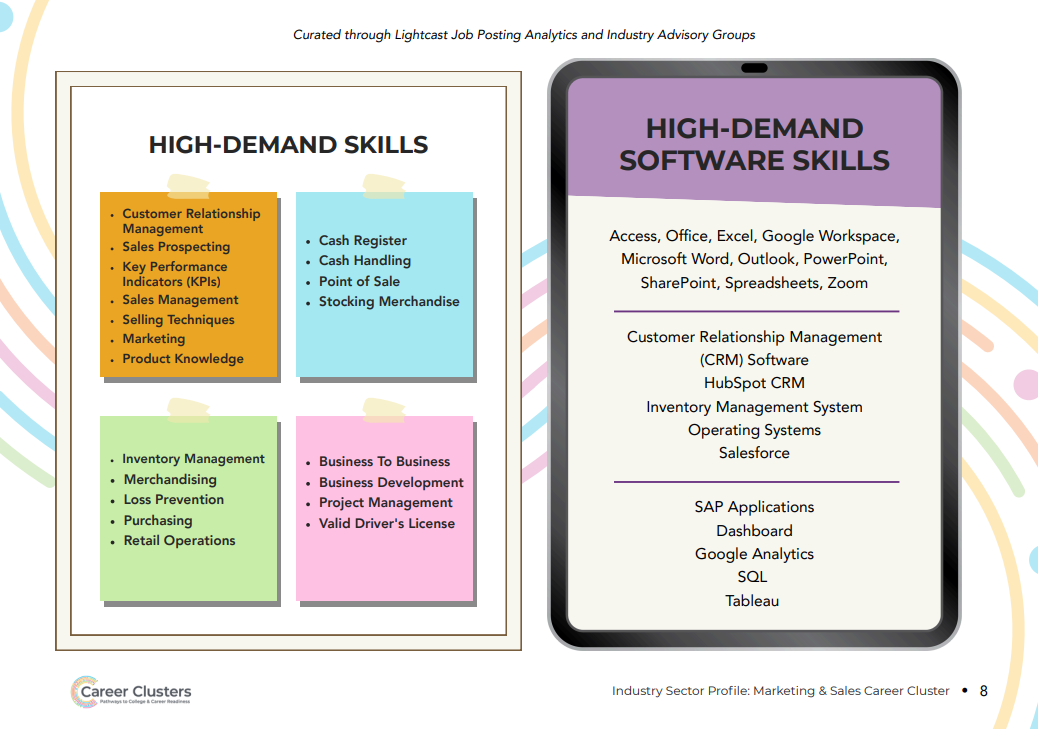 Curated through Lightcast Job Posting Analytics and Industry Advisory Groups
HIGH-DEMAND SKILLS
• Customer Relationship
Management
• Sales Prospecting
• Key Performance
Indicators (KPIs)
• Sales Management
• Selling Techniques
• Marketing
• Product Knowledge
• Cash Register
• Cash Handling
• Point of Sale
• Stocking Merchandise
• Inventory Management
• Merchandising
• Loss Prevention
• Purchasing
• Retail Operations
• Business To Business
• Business Development
• Project Management
• Valid Driver's License
HIGH-DEMAND
SOFTWARE SKILLS
Access, Office, Excel, Google Workspace,
Microsoft Word, Outlook, PowerPoint,
SharePoint, Spreadsheets, Zoom
Customer Relationship Management
(CRM) Software
HubSpot CRM
Inventory Management System
Operating Systems
Salesforce
SAP Applications
Dashboard
Google Analytics
SQL
Tableau
Career Clusters
Pathways to College & Career Readiness
Industry Sector Profile: Marketing & Sales Career Cluster • 8